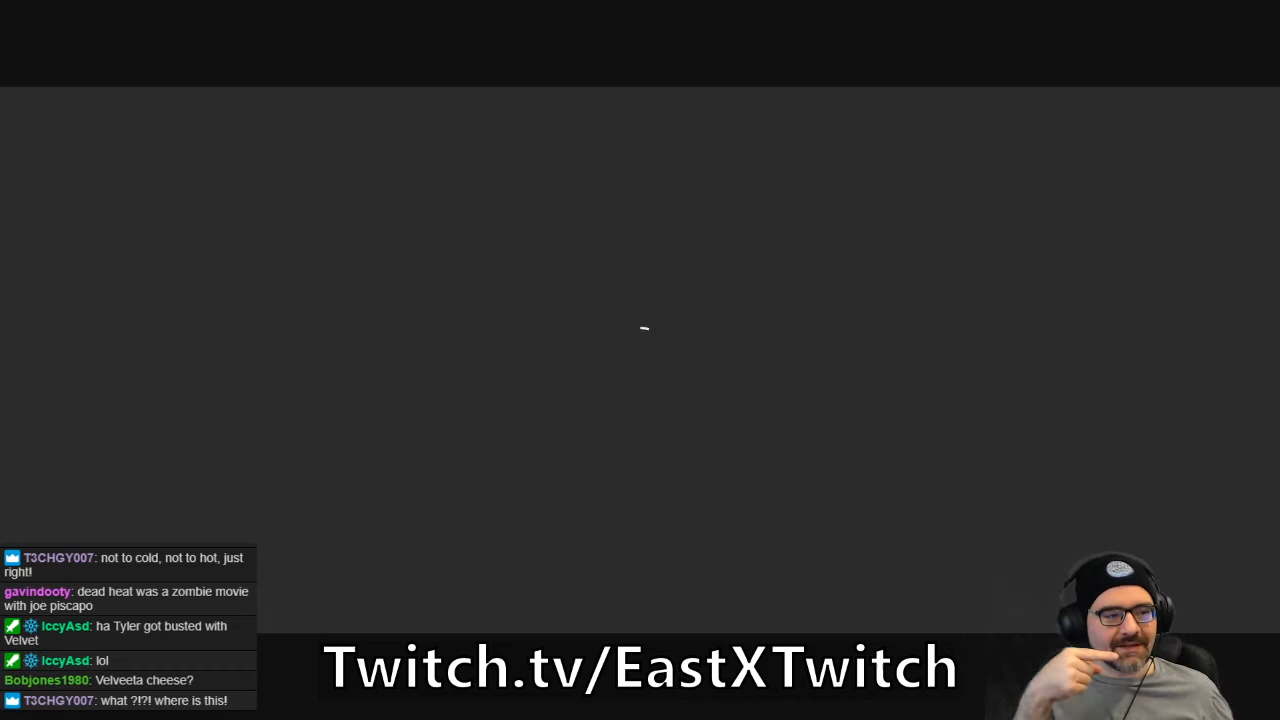 T3CHGY007: not to cold, not to hot, just
right!
gavindooty: dead heat was a zombie movie
with joe piscapo
IccyAsd: ha Tyler got busted with
Velvet
IccyAsd: lol
Bobjones1980: Velveeta cheese?
T3CHGY007: what ?!?! where is this!
Twitch.tv/EastXTwitch